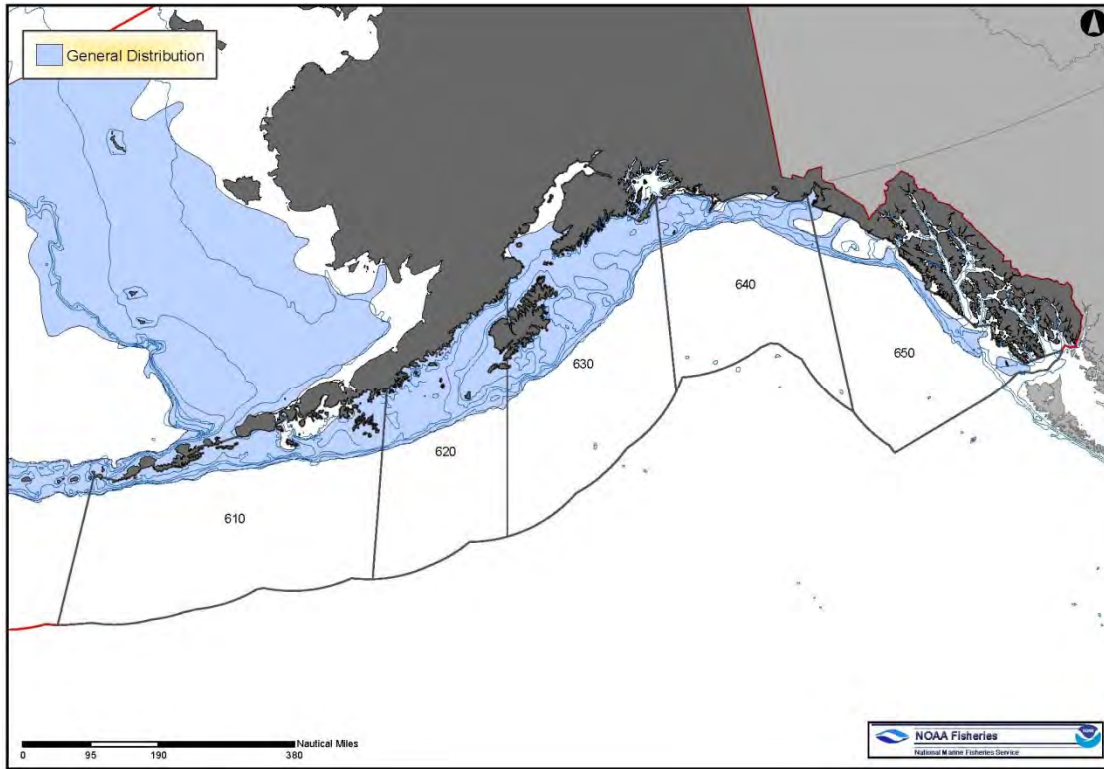 General Distribution
640
650
630
620
610
Nautical Miles
0 95 190 380
NOAA Fisheries
National Marine Fisheries Service